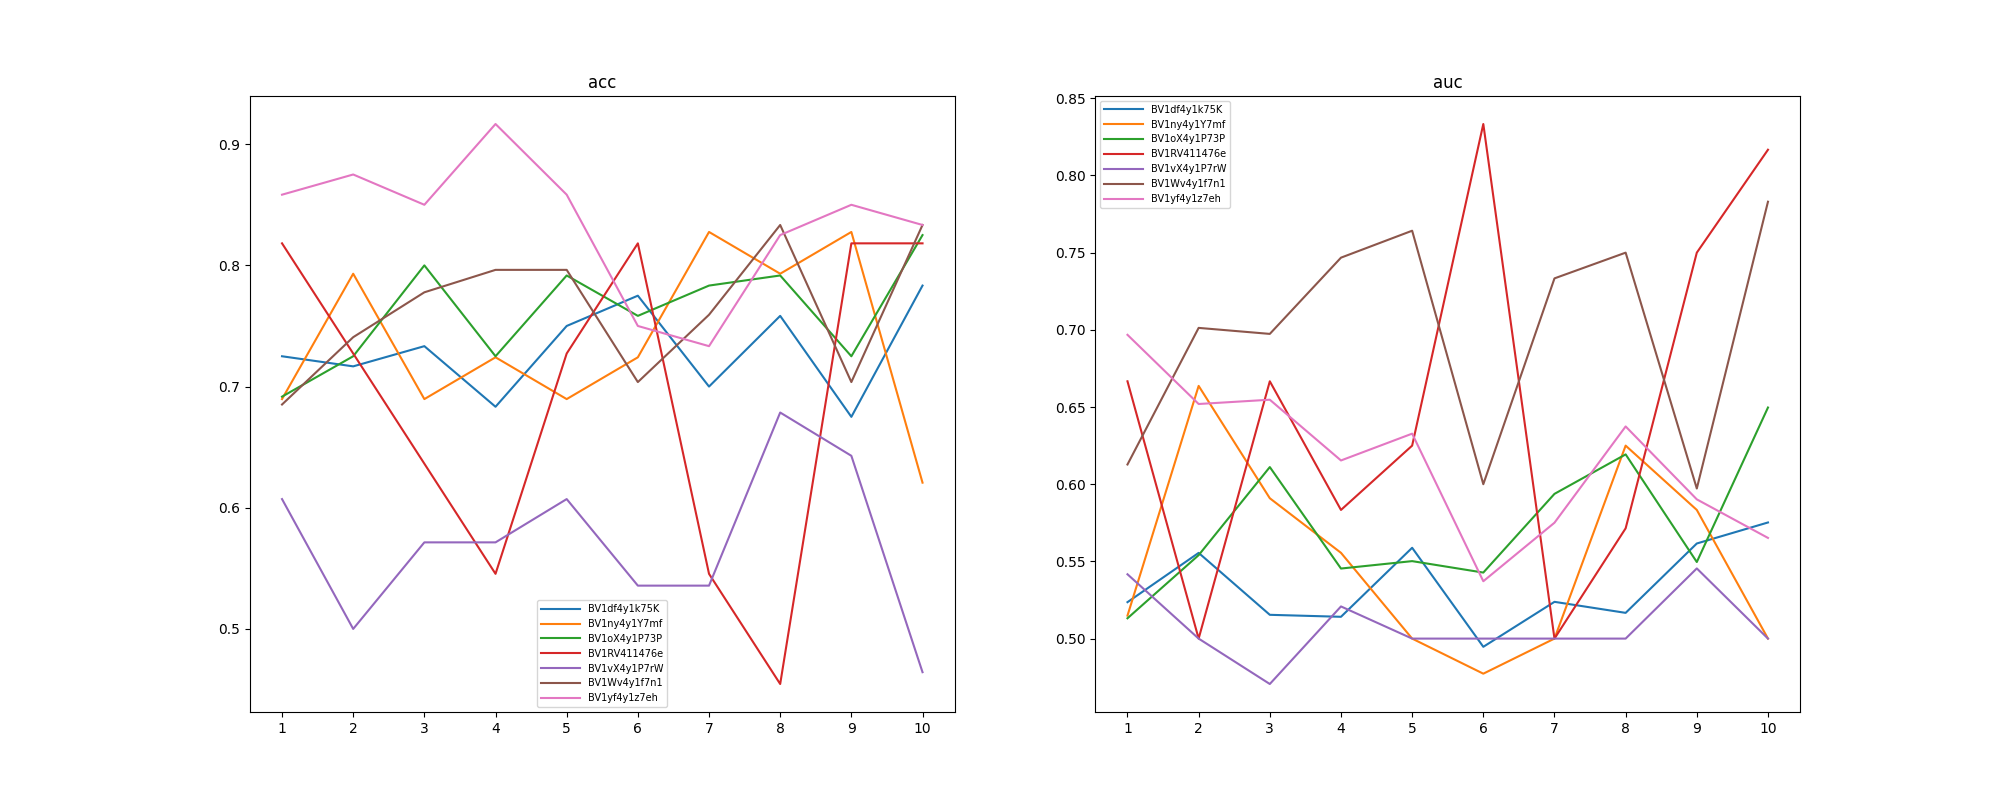 acc
0.9
0.8
0.7
0.6
0.5
BV1df4y1k75K
BV1ny4y1Y7mf
BV1oX4y1P73P
BV1RV411476e
BV1vX4y1P7rW
BV1Wv4y1f7n1
BV1yf4y1z7eh
1 2 3 4 5 6 7 8 9 10
auc
0.85
0.80
0.75
0.70
0.65
0.60
0.55
0.50
BV1df4y1k75K
BV1ny4y1Y7mf
BV1oX4y1P73P
BV1RV411476e
BV1vX4y1P7rW
BV1Wv4y1f7n1
BV1yf4y1z7eh
1 2 3 4 5 6 7 8 9 10